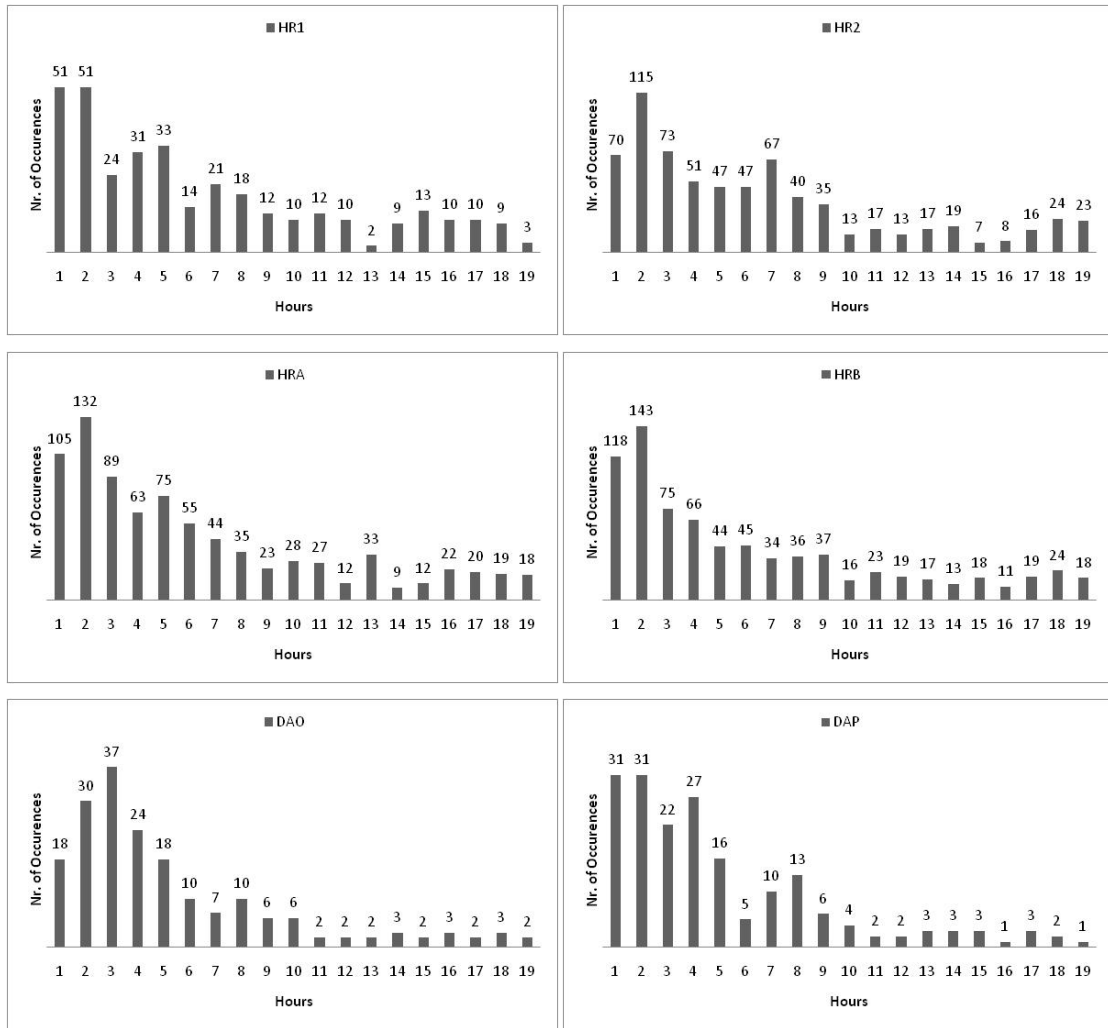 HR1
51 51 24 31 33 14 21 18 12 10 12 10 2 9 13 10 10 9 3
Nr. of Occurences
1 2 3 4 5 6 7 8 9 10 11 12 13 14 15 16 17 18 19
Hours
HR2
70 115 73 51 47 47 67 40 35 13 17 13 17 19 7 8 16 24 23
Nr. of Occurences
1 2 3 4 5 6 7 8 9 10 11 12 13 14 15 16 17 18 19
Hours
HRA
105 132 89 63 75 55 44 35 23 28 27 12 33 9 12 22 20 19 18
Nr. of Occurences
1 2 3 4 5 6 7 8 9 10 11 12 13 14 15 16 17 18 19
Hours
HRB
118 143 75 66 44 45 34 36 37 16 23 19 17 13 18 11 19 24 18
Nr. of Occurences
1 2 3 4 5 6 7 8 9 10 11 12 13 14 15 16 17 18 19
Hours
DAO
18 30 37 24 18 10 7 10 6 6 2 2 2 3 2 3 2 3 2
Nr. of Occurences
1 2 3 4 5 6 7 8 9 10 11 12 13 14 15 16 17 18 19
Hours
DAP
31 31 22 27 16 5 10 13 6 4 2 2 3 3 3 1 3 2 1
Nr. of Occurences
1 2 3 4 5 6 7 8 9 10 11 12 13 14 15 16 17 18 19
Hours